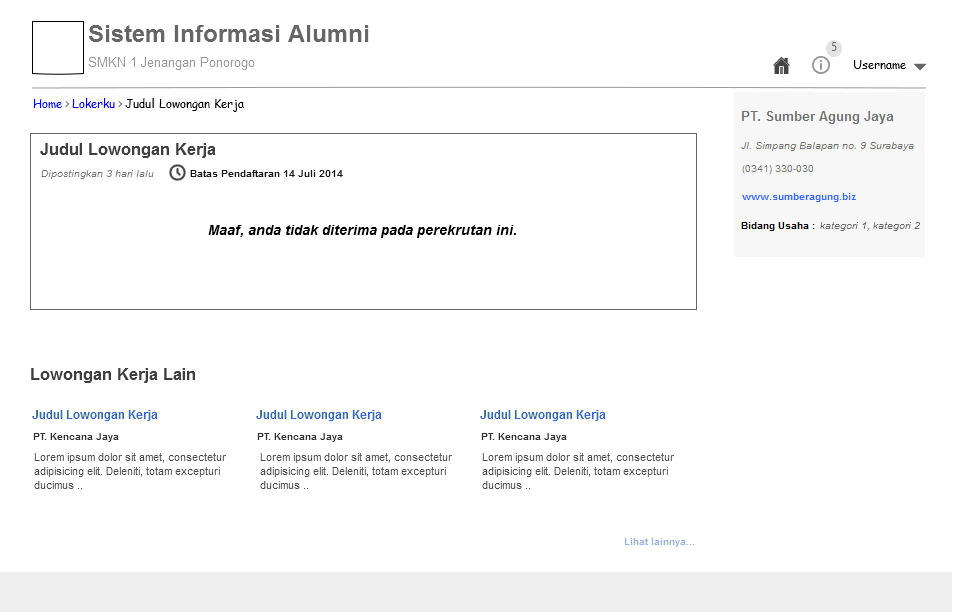 Sistem Informasi Alumni
SMKN 1 Jenangan Ponorogo
5
Username
Home › Lokerku › Judul Lowongan Kerja
Judul Lowongan Kerja
Dipostingkan 3 hari lalu Batas Pendaftaran 14 Juli 2014
Maaf, anda tidak diterima pada perekrutan ini.
PT. Sumber Agung Jaya
Jl. Simpang Balapan no. 9 Surabaya
(0341) 330-030
www.sumberagung.biz
Bidang Usaha : kategori 1, kategori 2
Lowongan Kerja Lain
Judul Lowongan Kerja
PT. Kencana Jaya
Lorem ipsum dolor sit amet, consectetur
adipisicing elit. Deleniti, totam excepturi
ducimus ..
Judul Lowongan Kerja
PT. Kencana Jaya
Lorem ipsum dolor sit amet, consectetur
adipisicing elit. Deleniti, totam excepturi
ducimus ..
Judul Lowongan Kerja
PT. Kencana Jaya
Lorem ipsum dolor sit amet, consectetur
adipisicing elit. Deleniti, totam excepturi
ducimus ..
Lihat lainnya...